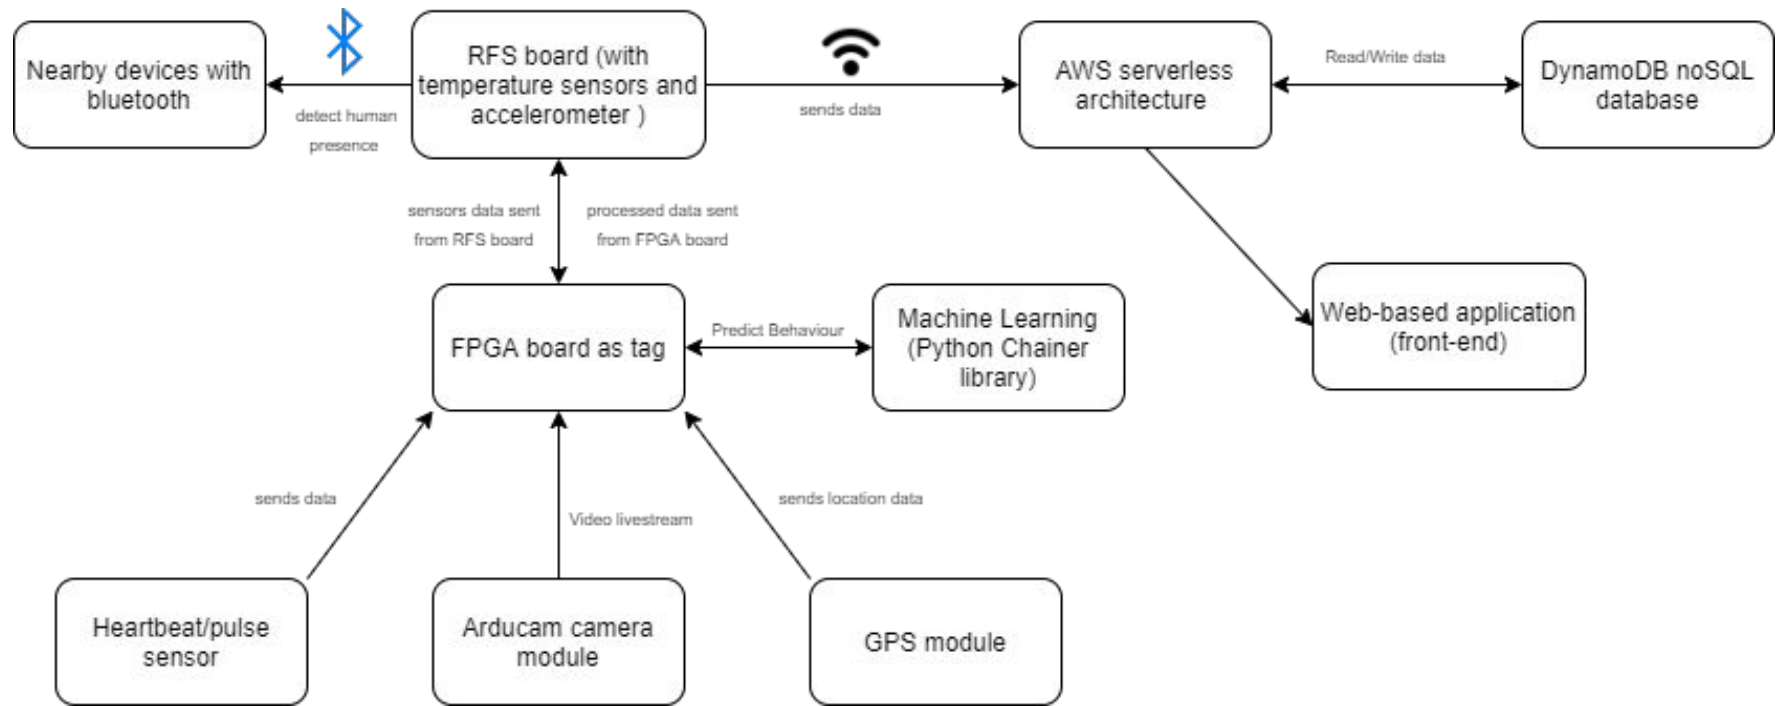 Nearby devices with
bluetooth
detect human
presence
RFS board (with
temperature sensors and
accelerometer )
sends data
AWS serverless
architecture
Read/Write data
DynamoDB noSQL
database
sensors data sent
from RFS board
processed data sent
from FPGA board
FPGA board as tag
Predict Behaviour
Machine Learning
(Python Chainer
library)
Web-based application
(front-end)
sends data
Video livestream
sends location data
Heartbeat/pulse
sensor
Arducam camera
module
GPS module